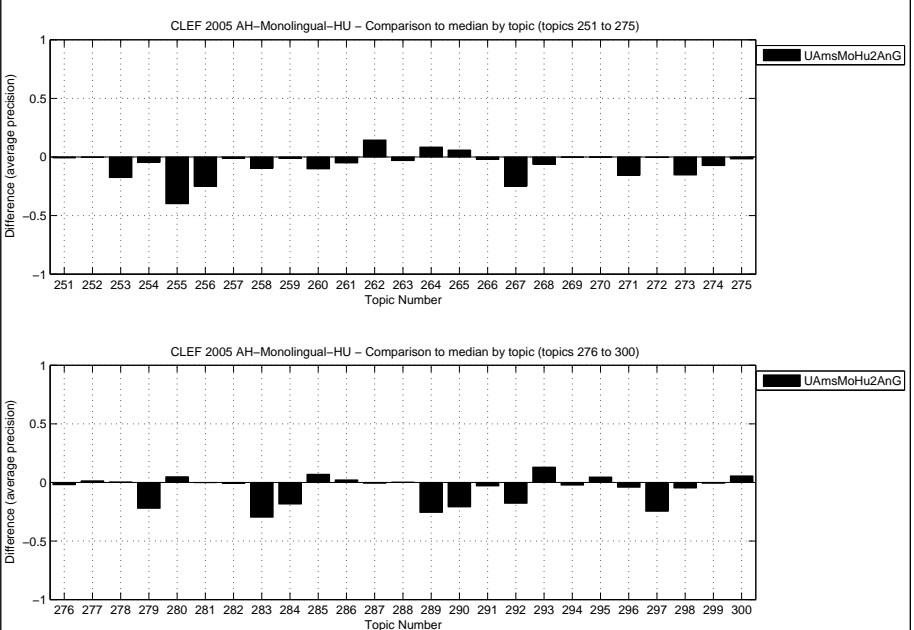 CLEF 2005 AH−Monolingual−HU − Comparison to median by topic (topics 251 to 275)
1
0.5
0
−0.5
−1
Difference (average precision)
UAmsMoHu2AnG
251 252 253 254 255 256 257 258 259 260 261 262 263 264 265 266 267 268 269 270 271 272 273 274 275
Topic Number
CLEF 2005 AH−Monolingual−HU − Comparison to median by topic (topics 276 to 300)
1
0.5
0
−0.5
−1
Difference (average precision)
UAmsMoHu2AnG
276 277 278 279 280 281 282 283 284 285 286 287 288 289 290 291 292 293 294 295 296 297 298 299 300
Topic Number